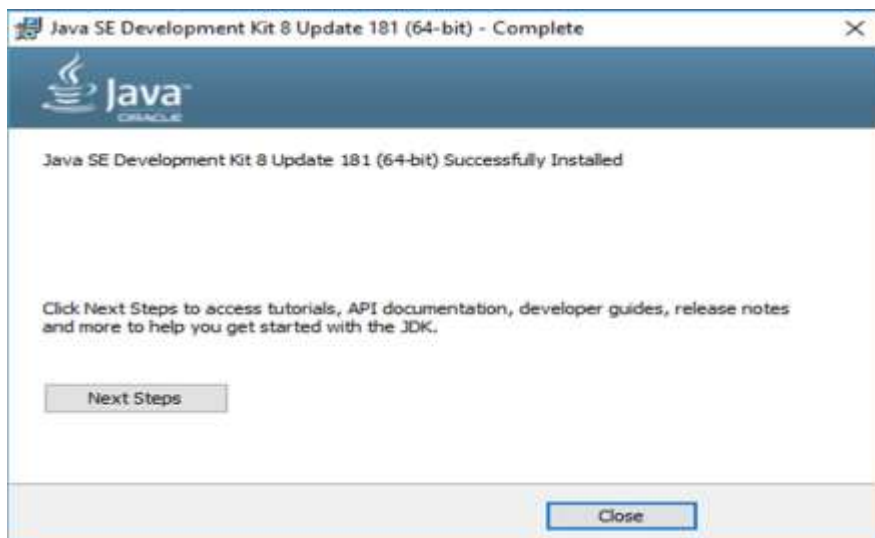 Java SE Development Kit 8 Update 181 (64-bit) - Complete
Java
ORACLE
Java SE Development Kit 8 Update 181 (64-bit) Successfully Installed
Click Next Steps to access tutorials, API documentation, developer guides, release notes
and more to help you get started with the JDK.
Next Steps
Close